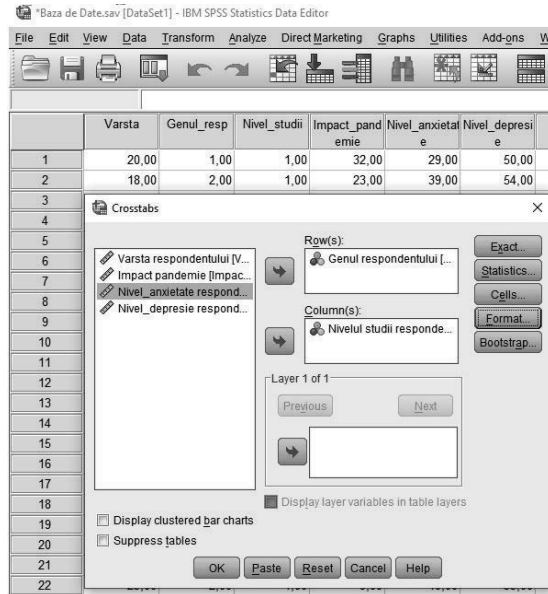 *Baza de Date.sav [DataSet1] - IBM SPSS Statistics Data Editor
File Edit View Data Transform Analyze Direct Marketing Graphs Utilities Add-ons W
Varsta Genul_resp Nivel_studii Impact_pandemie Nivel_anxietate Nivel_depresie
1 20,00 1,00 1,00 32,00 29,00 50,00
2 18,00 2,00 1,00 23,00 39,00 54,00
3
4
5
6
7
8
9
10
11
12
13
14
15
16
17
18
19
20
21
22
Crosstabs
Varsta respondentului [V...
Impact pandemie [Impac...
Nivel_anxietate respond...
Nivel_depresie respond...
Row(s):
Genul respondentului [...
Column(s):
Nivelul studii responde...
Layer 1 of 1
Previous Next
Display layer variables in table layers
Exact...
Statistics...
Cells...
Format...
Bootstrap...
Display clustered bar charts
Suppress tables
OK Paste Reset Cancel Help